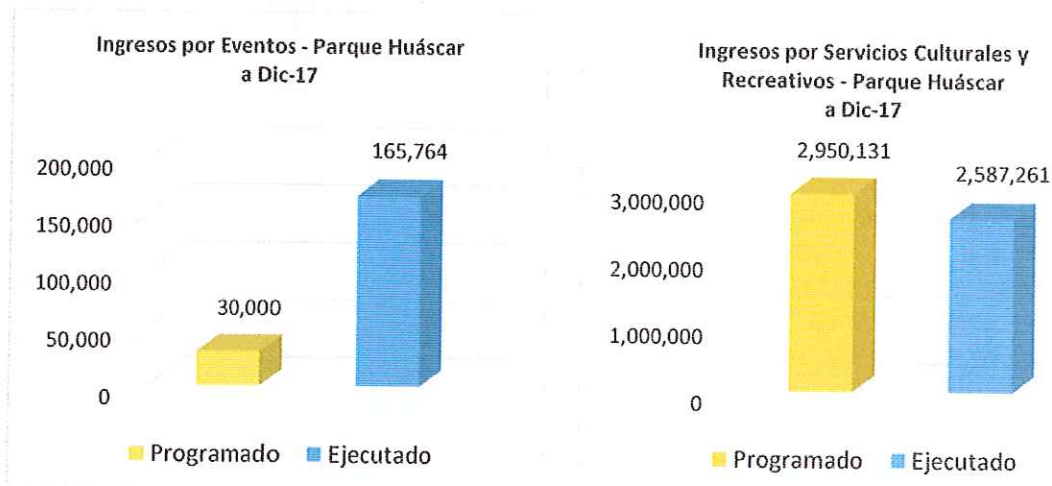 Ingresos por Eventos - Parque Huáscar
a Dic-17
165,764
200,000
150,000
100,000
30,000
50,000
0
Programado Ejecutado
Ingresos por Servicios Culturales y
Recreativos - Parque Huáscar
a Dic-17
2,950,131
2,587,261
3,000,000
2,000,000
1,000,000
0
Programado Ejecutado